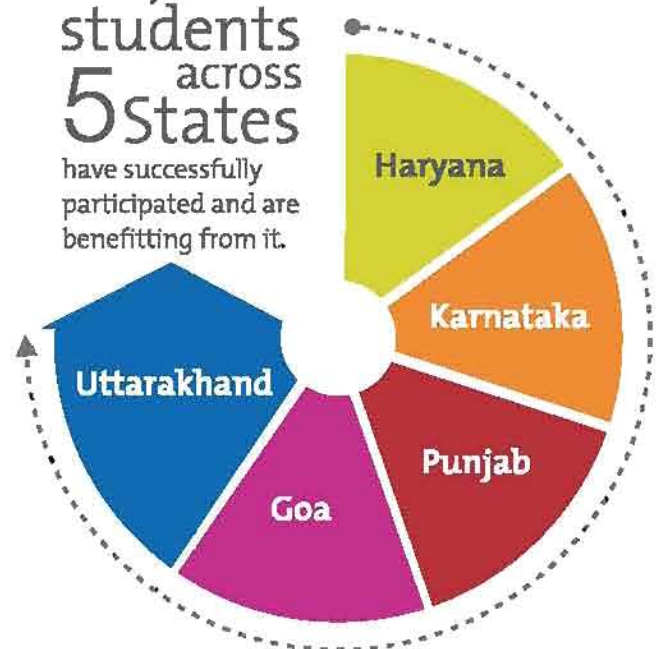 students
across
5 States
have successfully
participated and are
benefitting from it.
Haryana
Karnataka
Punjab
Goa
Uttarakhand